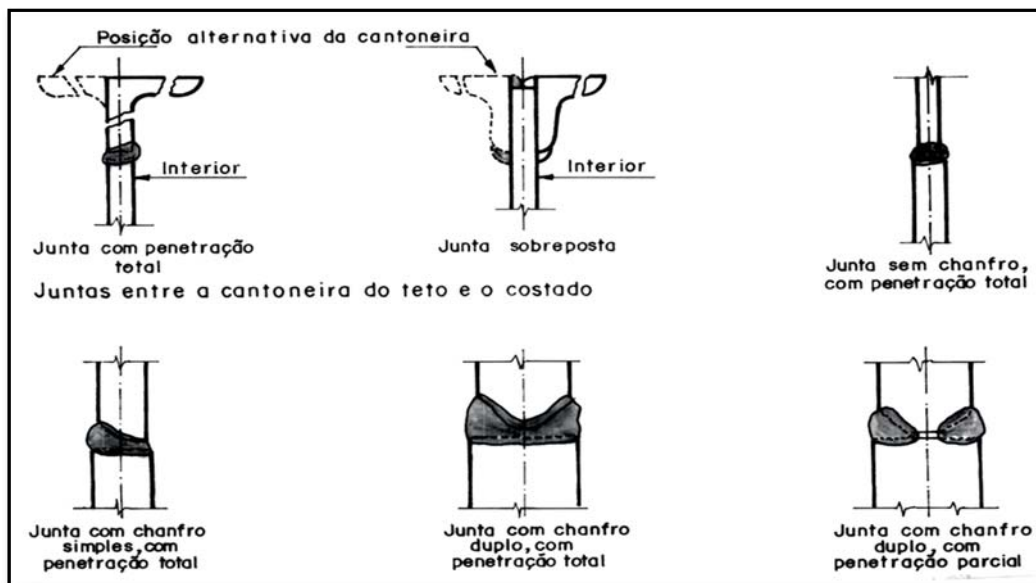 Posição alternativa da cantoneira
Interior
Interior
Junta com penetração
total
Junta sobreposta
Junta sem chanfro,
com penetração total
Juntas entre a cantoneira do teto e o costado
Junta com chanfro
simples, com
penetração total
Junta com chanfro
duplo, com
penetração total
Junta com chanfro
duplo, com
penetração parcial